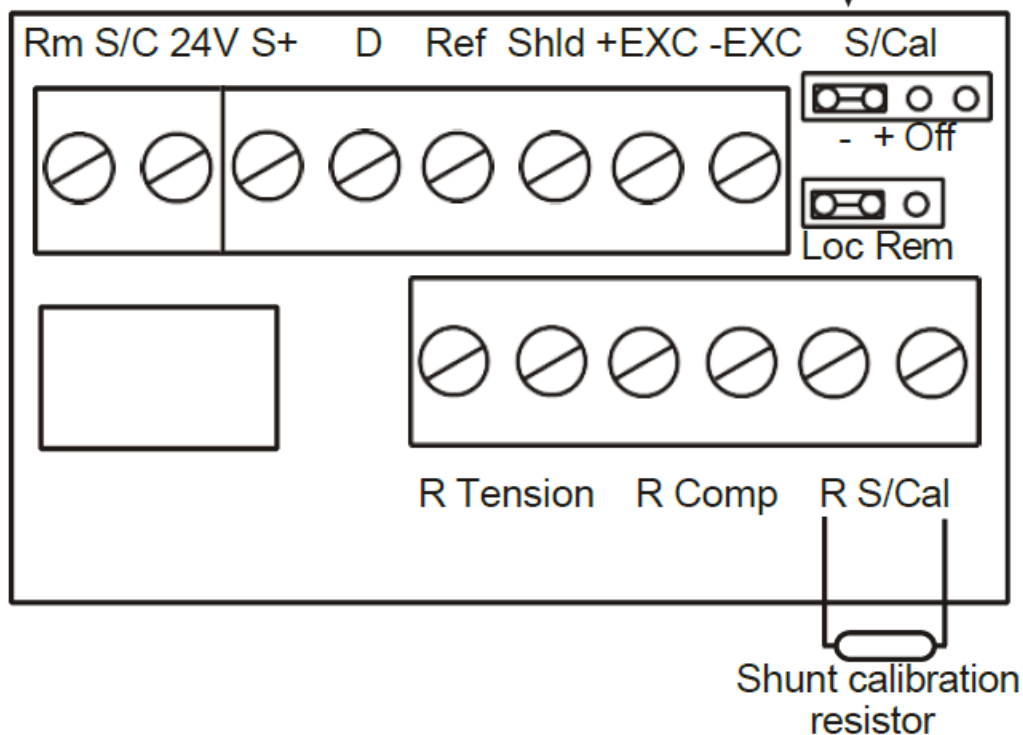 Rm S/C 24V S+ D Ref Shld +EXC -EXC S/Cal
- + Off
Loc Rem
R Tension R Comp R S/Cal
Shunt calibration
resistor